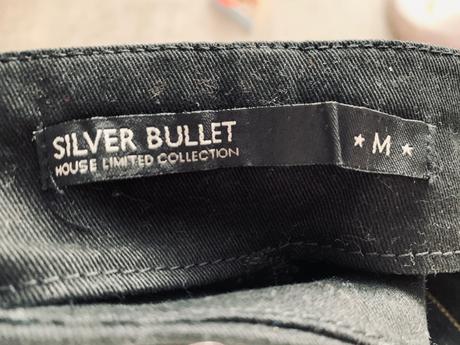 SILVER BULLET
HOUSE LIMITED COLLECTION
★ M ★